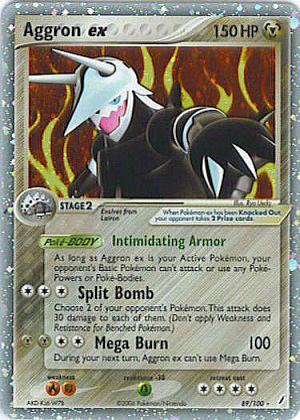 Aggron ex 150 HP
Illus. Ryo Ueda
STAGE2
Evolves from
Lairon
When Pokémon-ex has been Knocked Out
your opponent takes 2 Prize cards.
Poké-BODY Intimidating Armor
As long as Aggron ex is your Active Pokémon, your
opponent's Basic Pokémon can't attack or use any Poké-
Powers or Poké-Bodies.
Split Bomb
Choose 2 of your opponent's Pokémon. This attack does
30 damage to each of them. (Don't apply Weakness and
Resistance for Benched Pokémon.)
Mega Burn 100
During your next turn, Aggron ex can't use Mega Burn.
weakness resistance -30 retreat cost
©2006 Pokémon/Nintendo 89/100